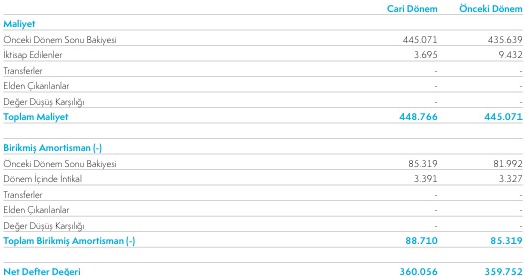 Cari Dönem Önceki Dönem
Maliyet
Önceki Dönem Sonu Bakiyesi 445.071 435.639
İktisap Edilenler 3.695 9.432
Transferler - -
Elden Çıkarılanlar - -
Değer Düşüş Karşılığı - -
Toplam Maliyet 448.766 445.071
Birikmiş Amortisman (-)
Önceki Dönem Sonu Bakiyesi 85.319 81.992
Dönem İçinde İntikal 3.391 3.327
Transferler - -
Elden Çıkarılanlar - -
Değer Düşüş Karşılığı - -
Toplam Birikmiş Amortisman (-) 88.710 85.319
Net Defter Değeri 360.056 359.752